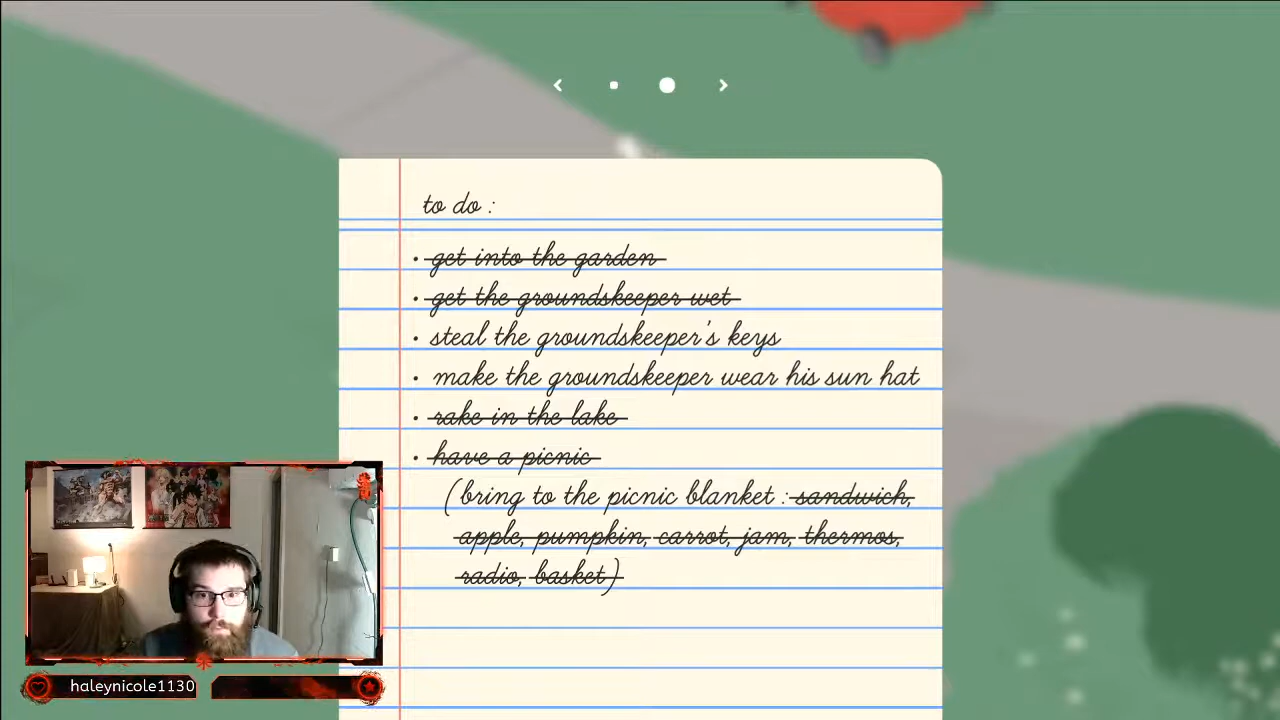 to do :
• get into the garden
• get the groundskeeper wet
• steal the groundskeeper's keys
• make the groundskeeper wear his sun hat
• rake in the lake
• have a picnic
(bring to the picnic blanket : sandwich,
apple, pumpkin, carrot, jam, thermos,
radio, basket)
haleynicole1130